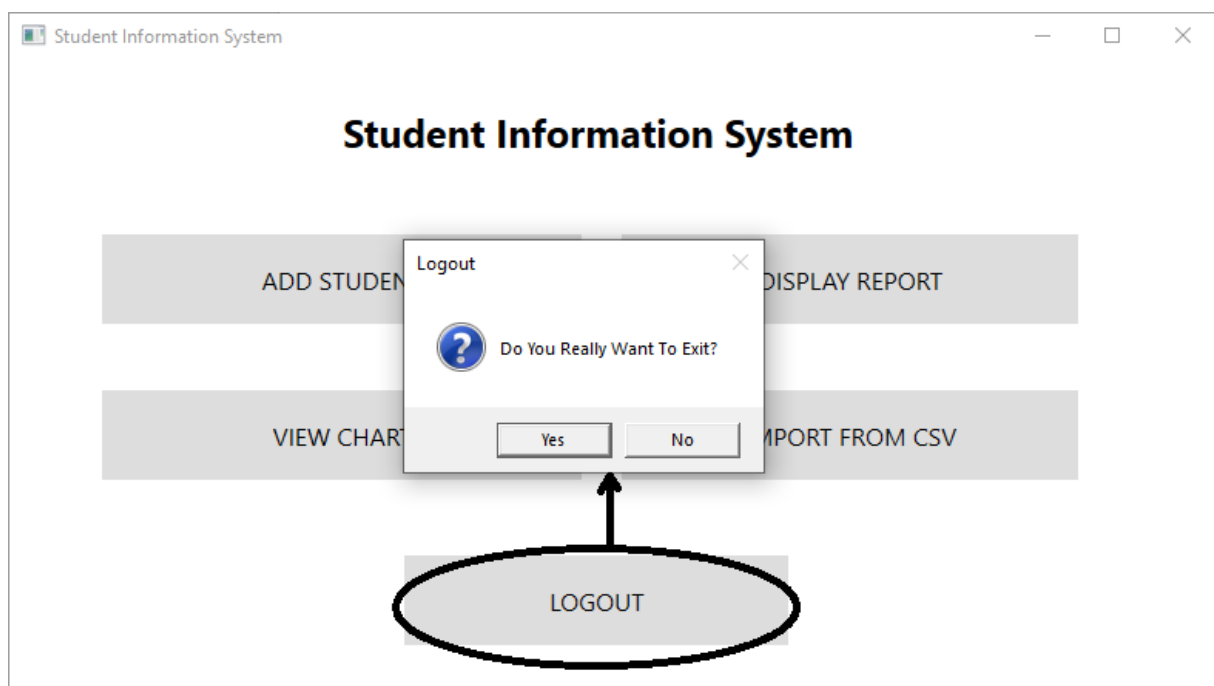 Student Information System
Student Information System
ADD STUDEN
DISPLAY REPORT
Logout
Do You Really Want To Exit?
Yes
No
VIEW CHART
MPORT FROM CSV
LOGOUT